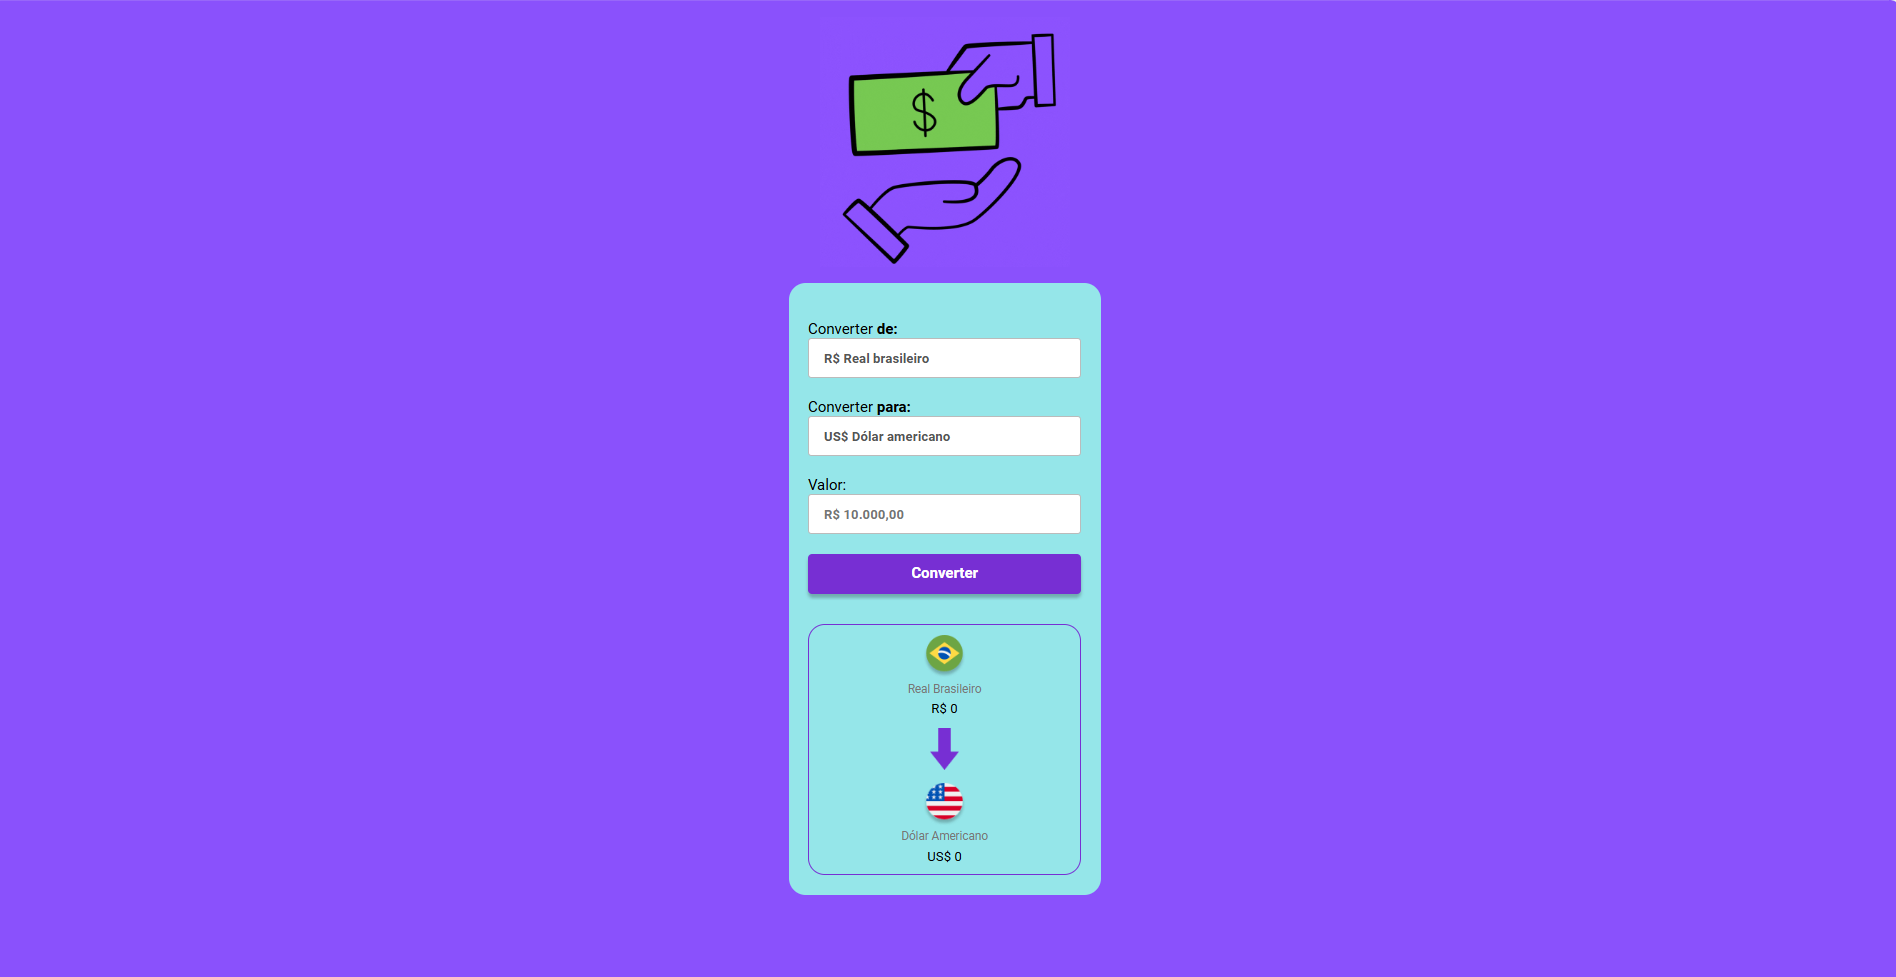 $
Converter de:
R$ Real brasileiro
Converter para:
US$ Dólar americano
Valor:
R$ 10.000,00
Converter
Real Brasileiro
R$ 0
Dólar Americano
US$ 0